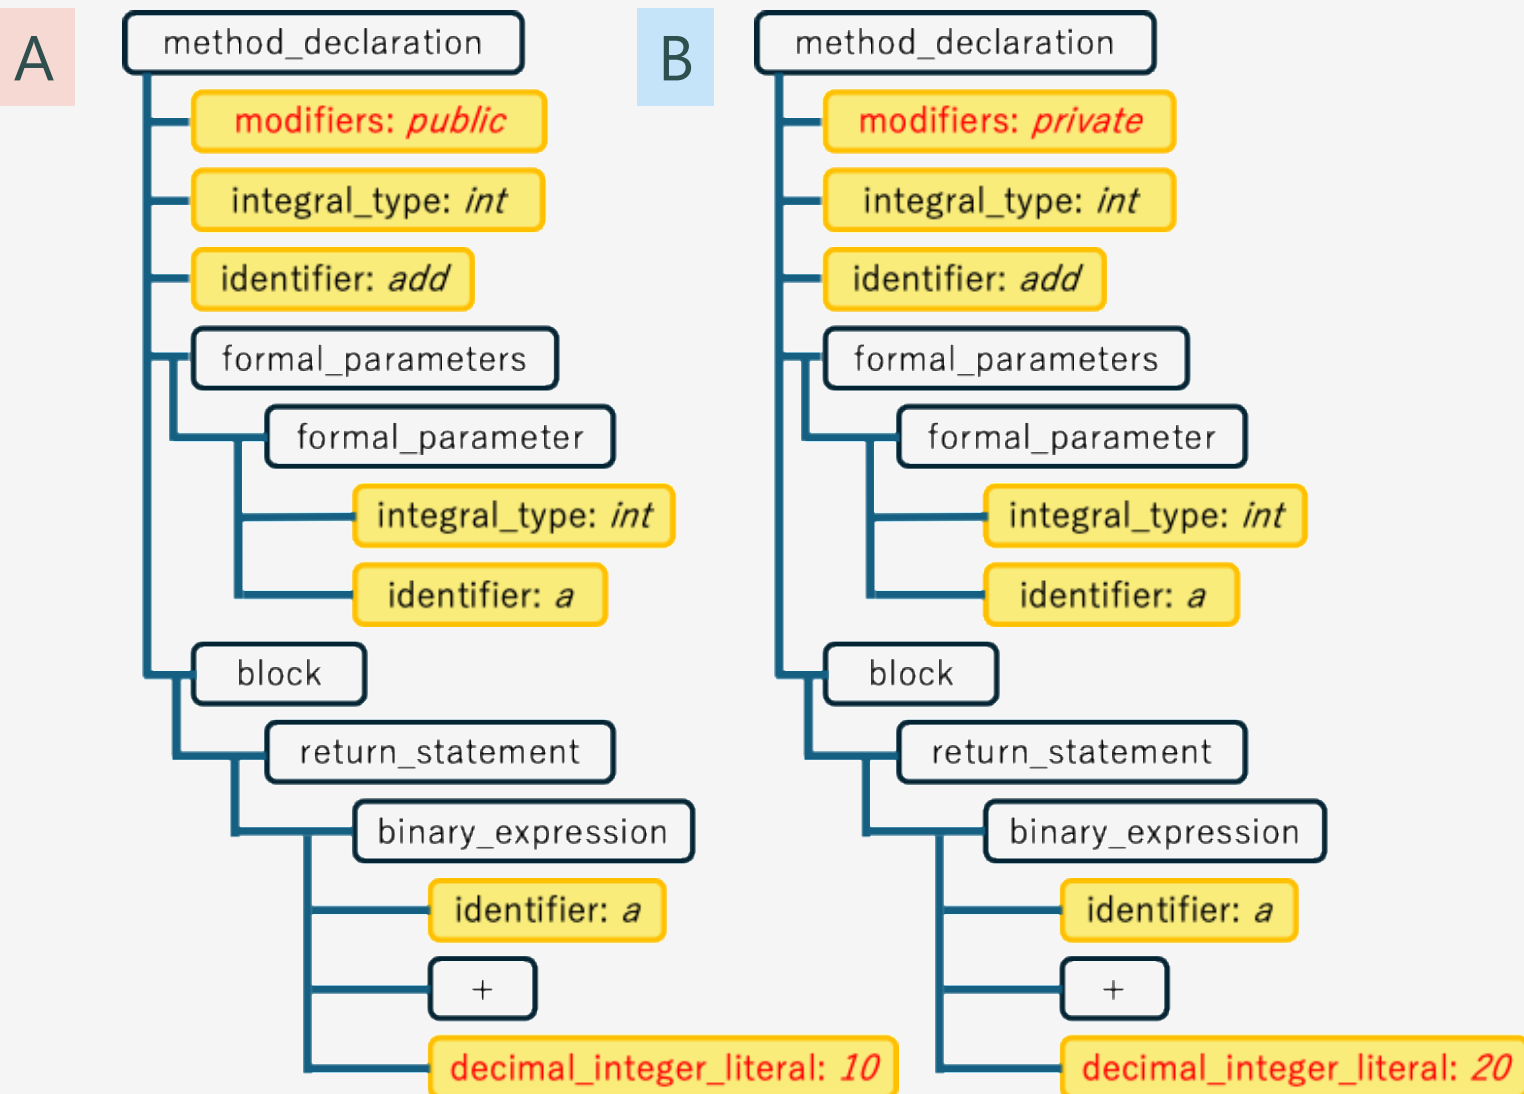 A
method_declaration
modifiers: public
integral_type: int
identifier: add
formal_parameters
formal_parameter
integral_type: int
identifier: a
block
return_statement
binary_expression
identifier: a
+
decimal_integer_literal: 10
B
method_declaration
modifiers: private
integral_type: int
identifier: add
formal_parameters
formal_parameter
integral_type: int
identifier: a
block
return_statement
binary_expression
identifier: a
+
decimal_integer_literal: 20